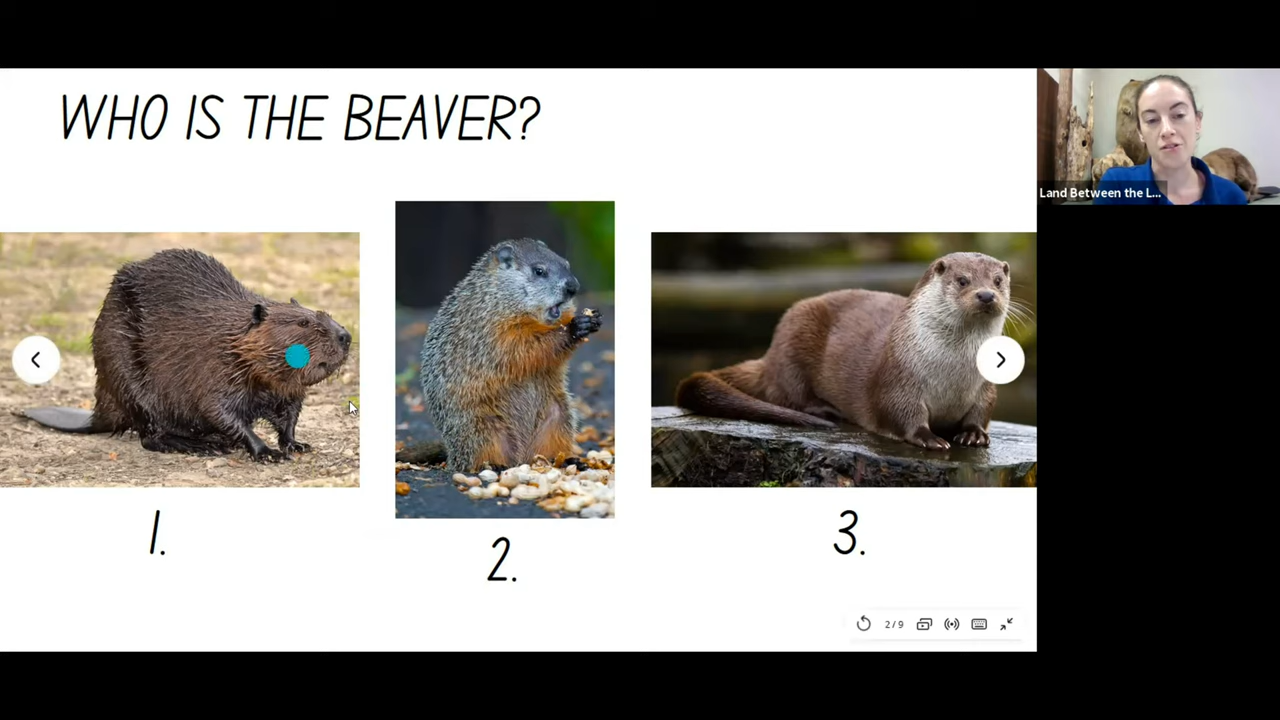 WHO IS THE BEAVER?
Land Between the L...
1.
2.
3.
2/9